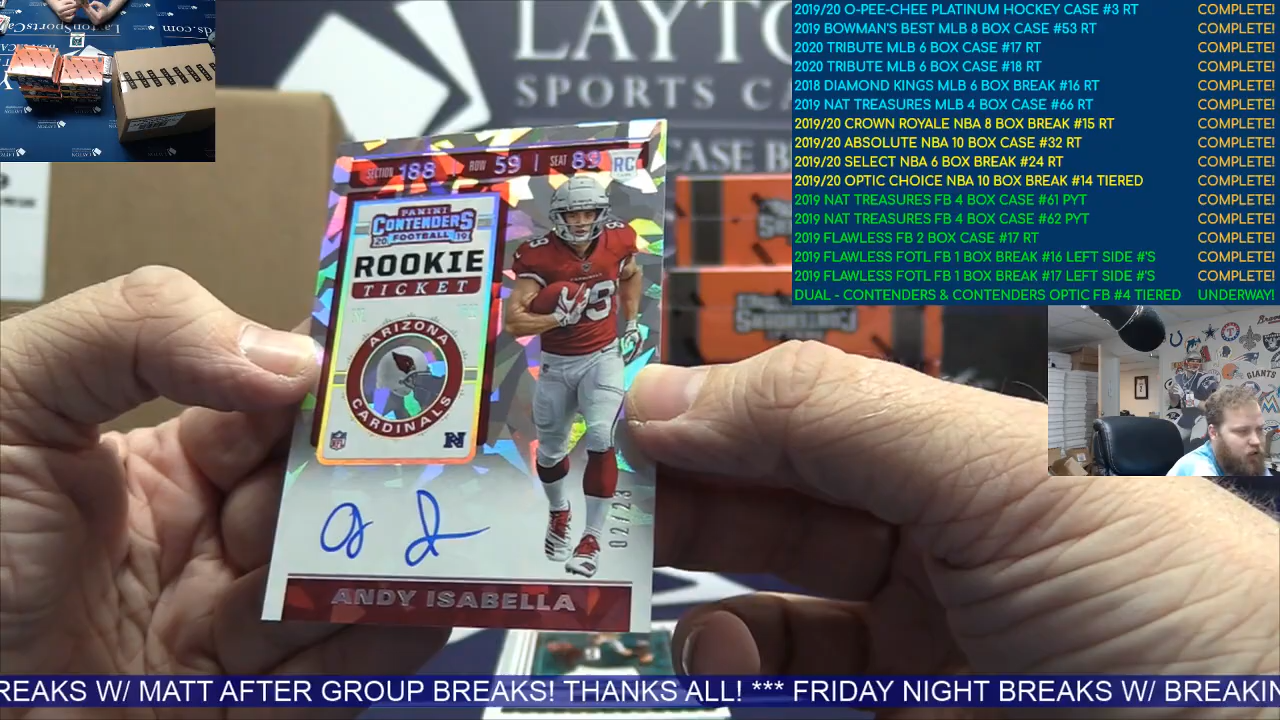 LAYTO
SPORTS CA
CASE B
2019/20 O-PEE-CHEE PLATINUM HOCKEY CASE #3 RT COMPLETE!
2019 BOWMAN'S BEST MLB 8 BOX CASE #53 RT COMPLETE!
2020 TRIBUTE MLB 6 BOX CASE #17 RT COMPLETE!
2020 TRIBUTE MLB 6 BOX CASE #18 RT COMPLETE!
2018 DIAMOND KINGS MLB 6 BOX BREAK #16 RT COMPLETE!
2019 NAT TREASURES MLB 4 BOX CASE #66 RT COMPLETE!
2019/20 CROWN ROYALE NBA 8 BOX BREAK #15 RT COMPLETE!
2019/20 ABSOLUTE NBA 10 BOX CASE #32 RT COMPLETE!
2019/20 SELECT NBA 6 BOX BREAK #24 RT COMPLETE!
2019/20 OPTIC CHOICE NBA 10 BOX BREAK #14 TIERED COMPLETE!
2019 NAT TREASURES FB 4 BOX CASE #61 PYT COMPLETE!
2019 NAT TREASURES FB 4 BOX CASE #62 PYT COMPLETE!
2019 FLAWLESS FB 2 BOX CASE #17 RT COMPLETE!
2019 FLAWLESS FOTL FB 1 BOX BREAK #16 LEFT SIDE #'S COMPLETE!
2019 FLAWLESS FOTL FB 1 BOX BREAK #17 LEFT SIDE #'S COMPLETE!
DUAL - CONTENDERS & CONTENDERS OPTIC FB #4 TIERED UNDERWAY!
SECTION 188 | ROW 59 | SEAT 89 RC
PANINI
CONTENDERS
20 FOOTBALL 19
ROOKIE
TICKET
ARIZONA
CARDINALS
NFL N
89
02/23
ANDY ISABELLA
GIANTS
REAKS W/ MATT AFTER GROUP BREAKS! THANKS ALL! *** FRIDAY NIGHT BREAKS W/ BREAKIN